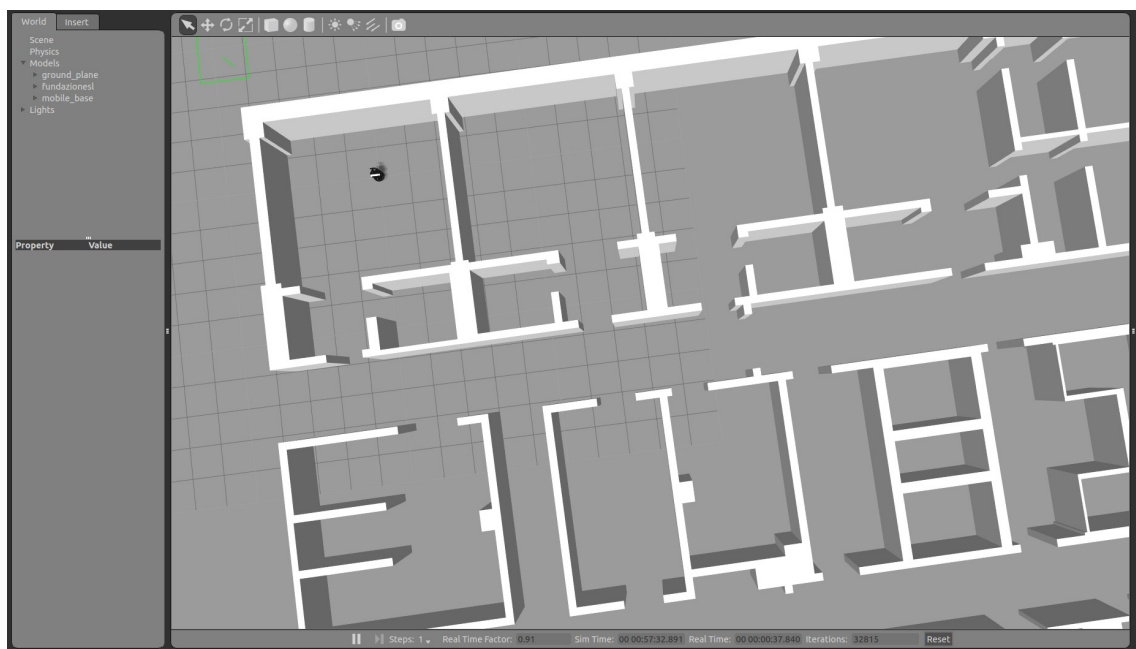 World Insert
Scene
Physics
Models
ground_plane
fundazionesl
mobile_base
Lights
Property Value
Steps: 1 Real Time Factor: 0.91 Sim Time: 00 00:57:32.891 Real Time: 00 00:00:37.840 Iterations: 32815 Reset